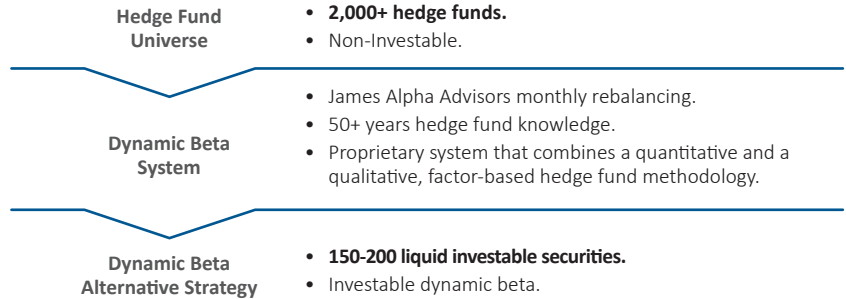 Hedge Fund
Universe
• 2,000+ hedge funds.
• Non-Investable.
Dynamic Beta
System
• James Alpha Advisors monthly rebalancing.
• 50+ years hedge fund knowledge.
• Proprietary system that combines a quantitative and a
qualitative, factor-based hedge fund methodology.
Dynamic Beta
Alternative Strategy
• 150-200 liquid investable securities.
• Investable dynamic beta.